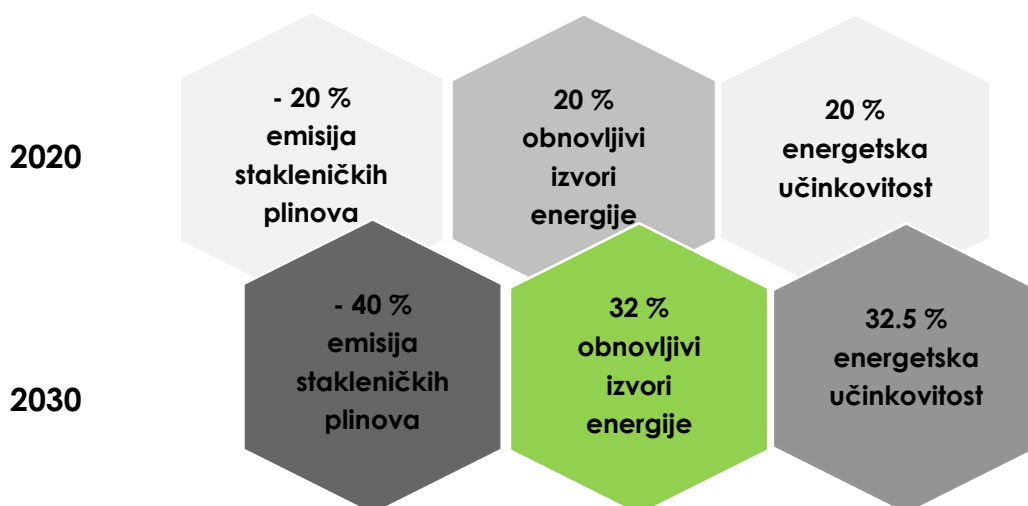 2020
- 20 %
emisija
stakleničkih
plinova
20 %
obnovljivi
izvori
energije
20 %
energetska
učinkovitost
2030
- 40 %
emisija
stakleničkih
plinova
32 %
obnovljivi
izvori
energije
32.5 %
energetska
učinkovitost